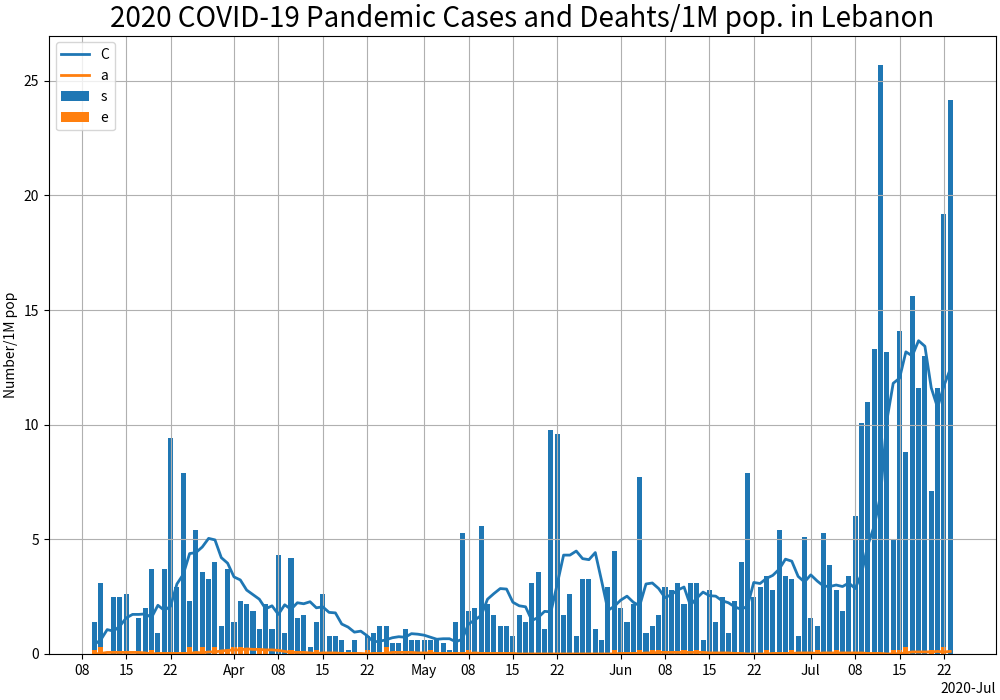 2020 COVID-19 Pandemic Cases and Deahts/1M pop. in Lebanon
C
a
s
e
Number/1M pop
25
20
15
10
5
0
08 15 22 Apr 08 15 22 May 08 15 22 Jun 08 15 22 Jul 08 15 22
2020-Jul